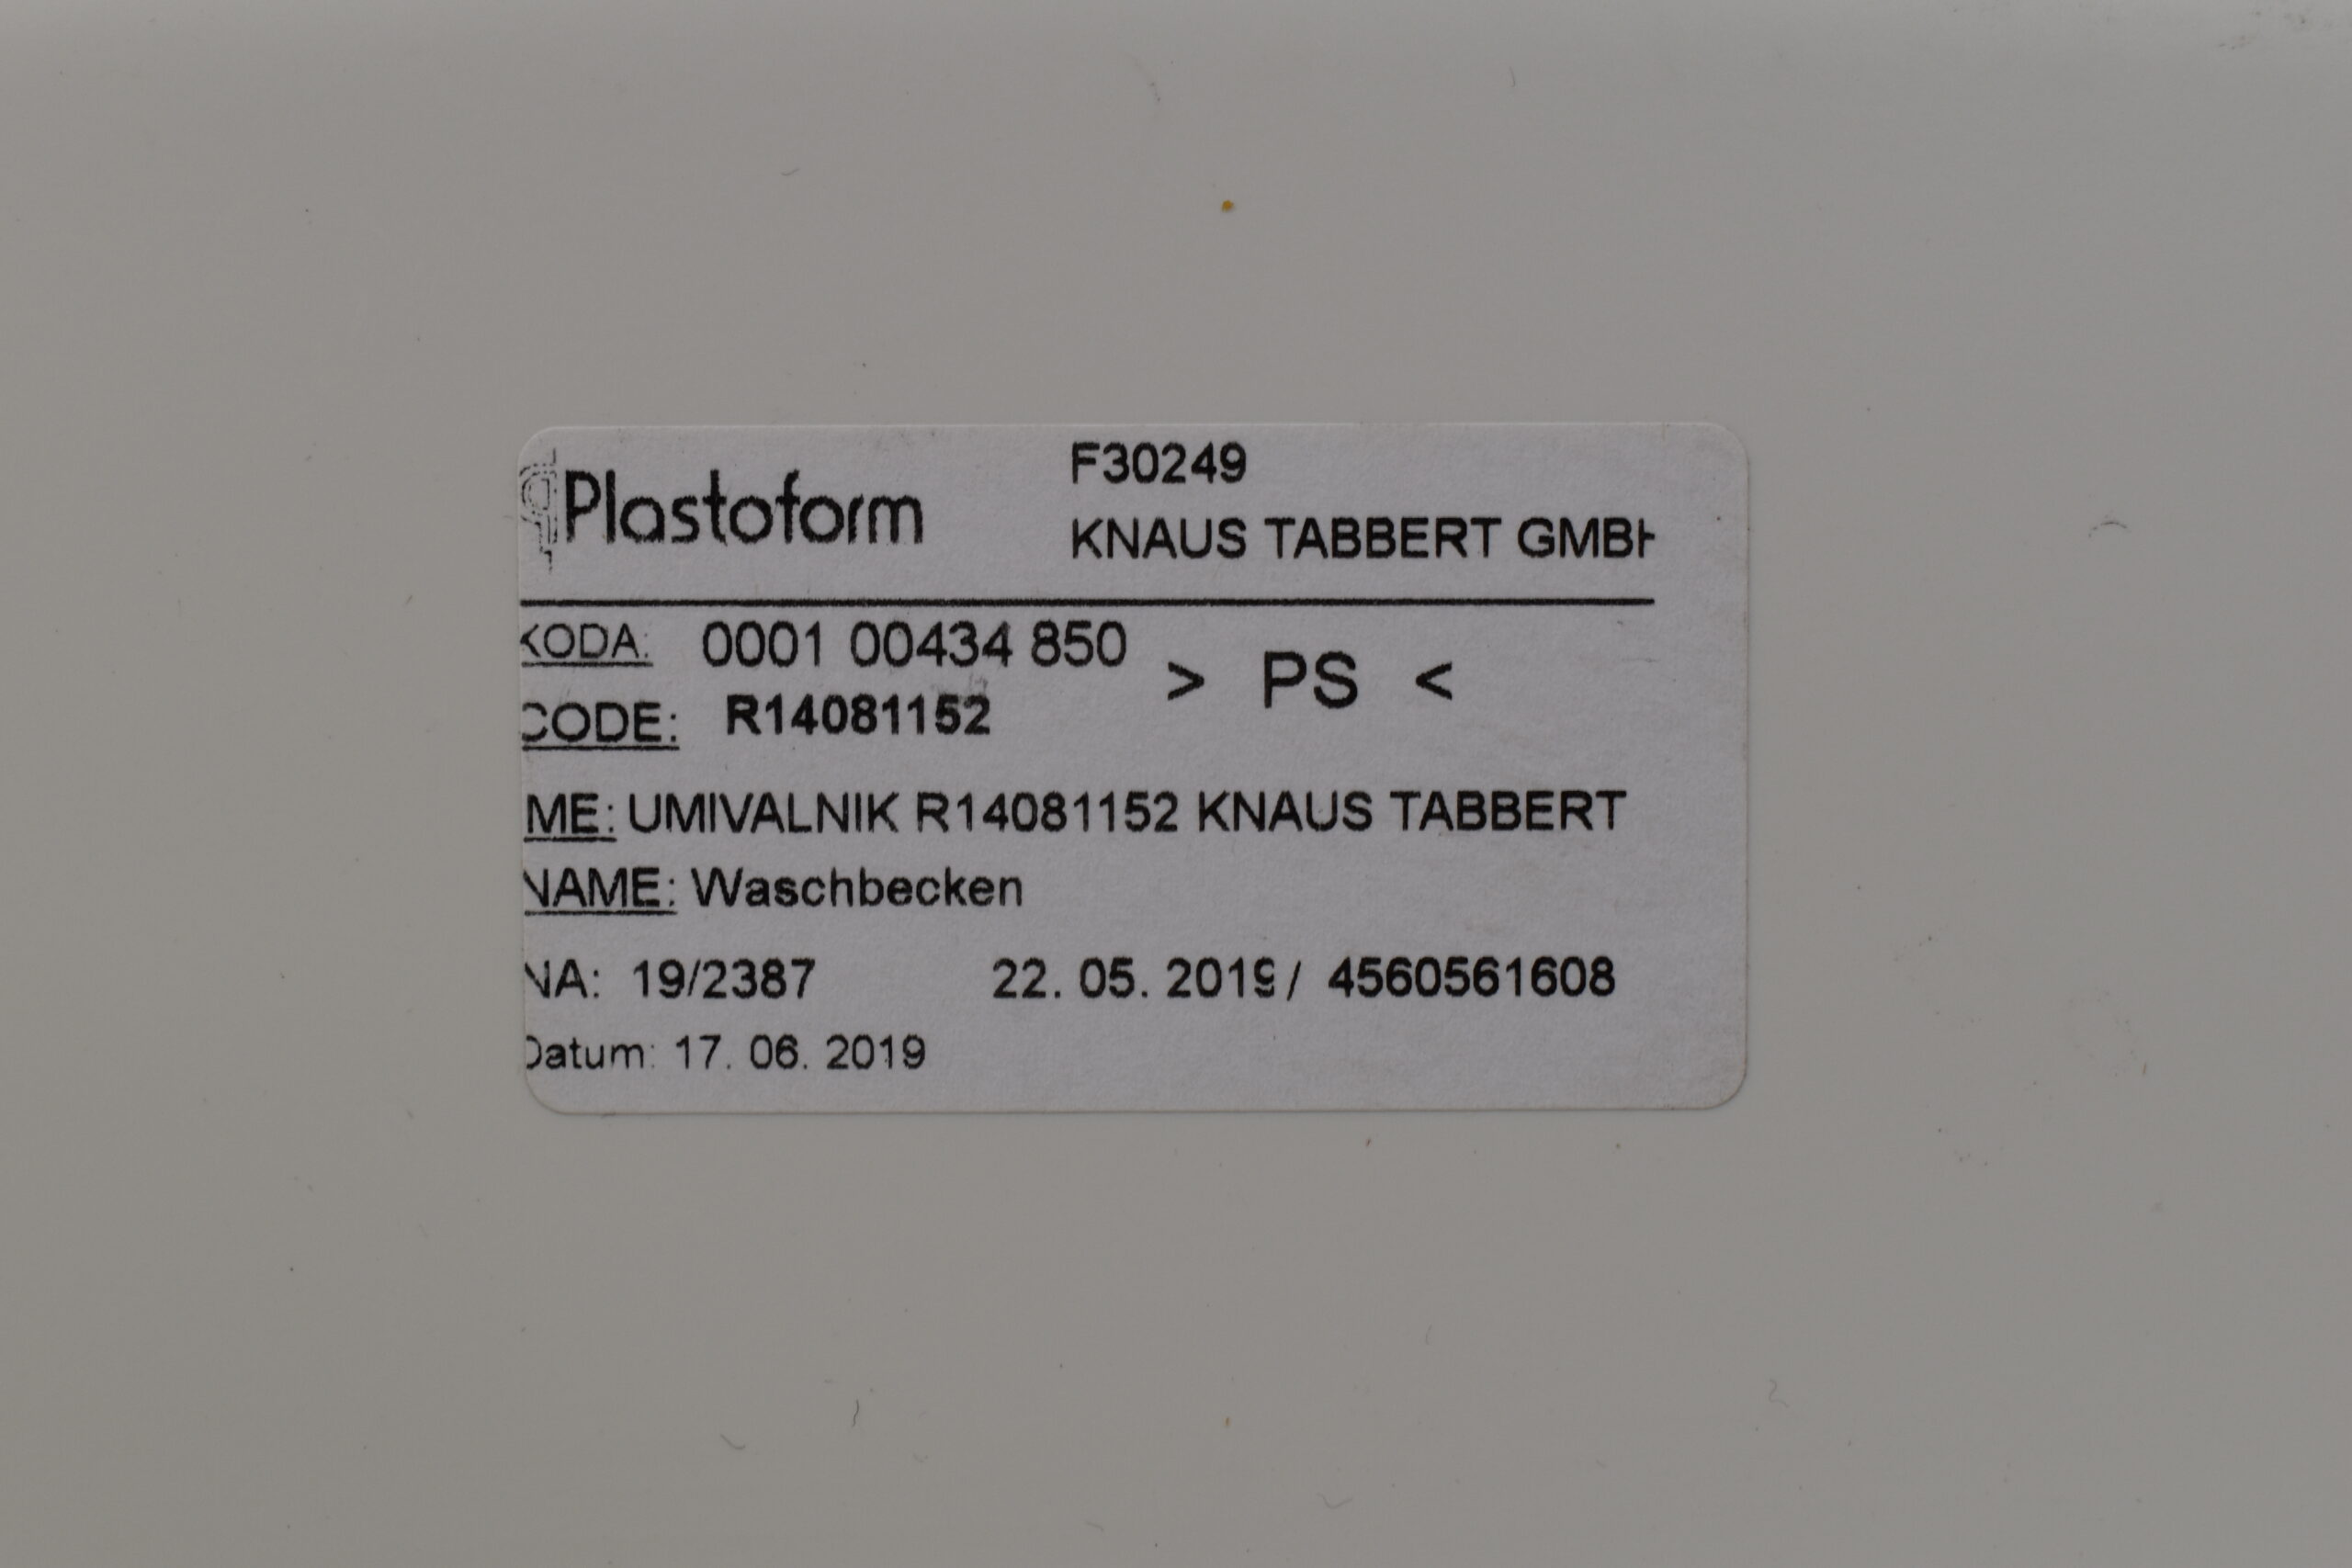 Plastoform
F30249
KNAUS TABBERT GMBH
KODA: 0001 00434 850
> PS <
CODE: R14081152
ME: UMIVALNIK R14081152 KNAUS TABBERT
NAME: Waschbecken
NA: 19/2387 22. 05. 2019 / 4560561608
Datum: 17. 06. 2019